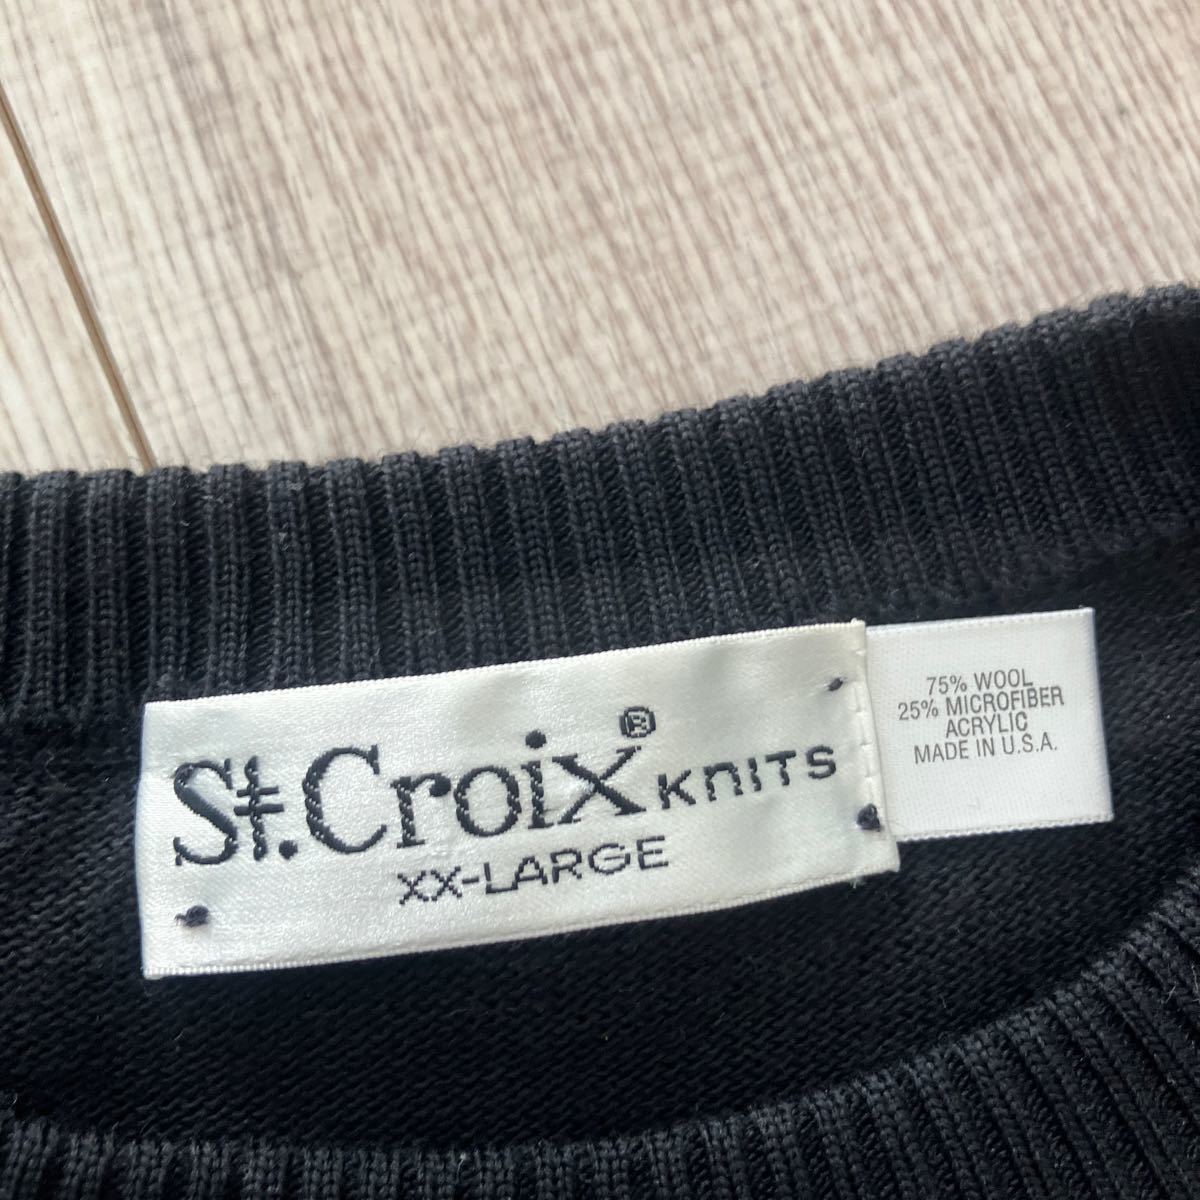 St.Croix® KNITS
XX-LARGE
75% WOOL
25% MICROFIBER
ACRYLIC
MADE IN U.S.A.